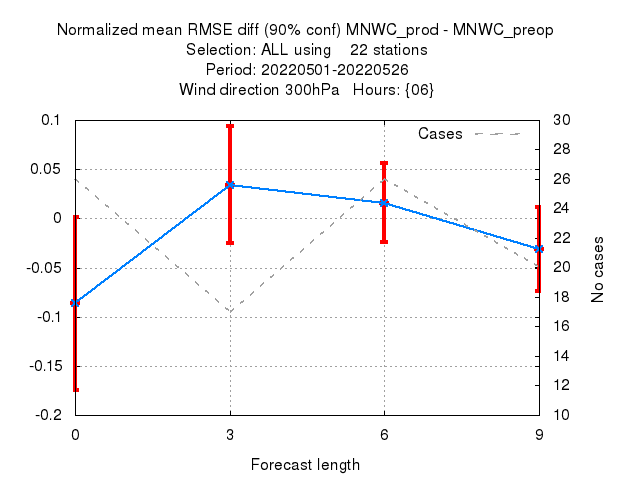 Normalized mean RMSE diff (90% conf) MNWC_prod - MNWC_preop
Selection: ALL using    22 stations
Period: 20220501-20220526
Wind direction 300hPa   Hours: {06}
Cases
0.1
0.05
0
-0.05
-0.1
-0.15
-0.2
30
28
26
24
22
20
18
16
14
12
10
No cases
0 3 6 9
Forecast length